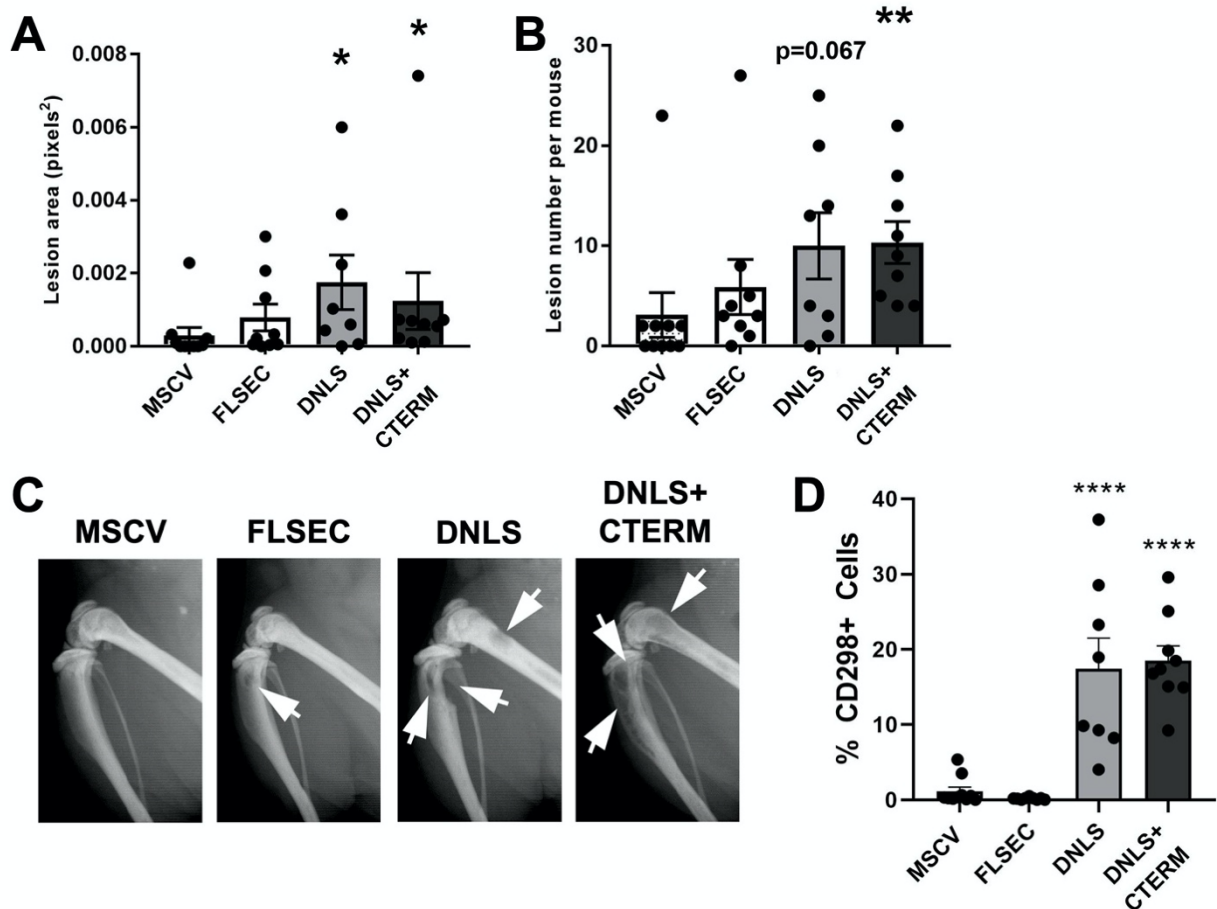 A
Lesion area (pixels²)
0.008
0.006
0.004
0.002
0.000
*
*
MSCV
FLSEC
DNLS
DNLS+
CTERM
B
Lesion number per mouse
30
20
10
0
p=0.067
**
MSCV
FLSEC
DNLS
DNLS+
CTERM
C
MSCV
FLSEC
DNLS
DNLS+
CTERM
D
% CD298+ Cells
40
30
20
10
0
****
****
MSCV
FLSEC
DNLS
DNLS+
CTERM